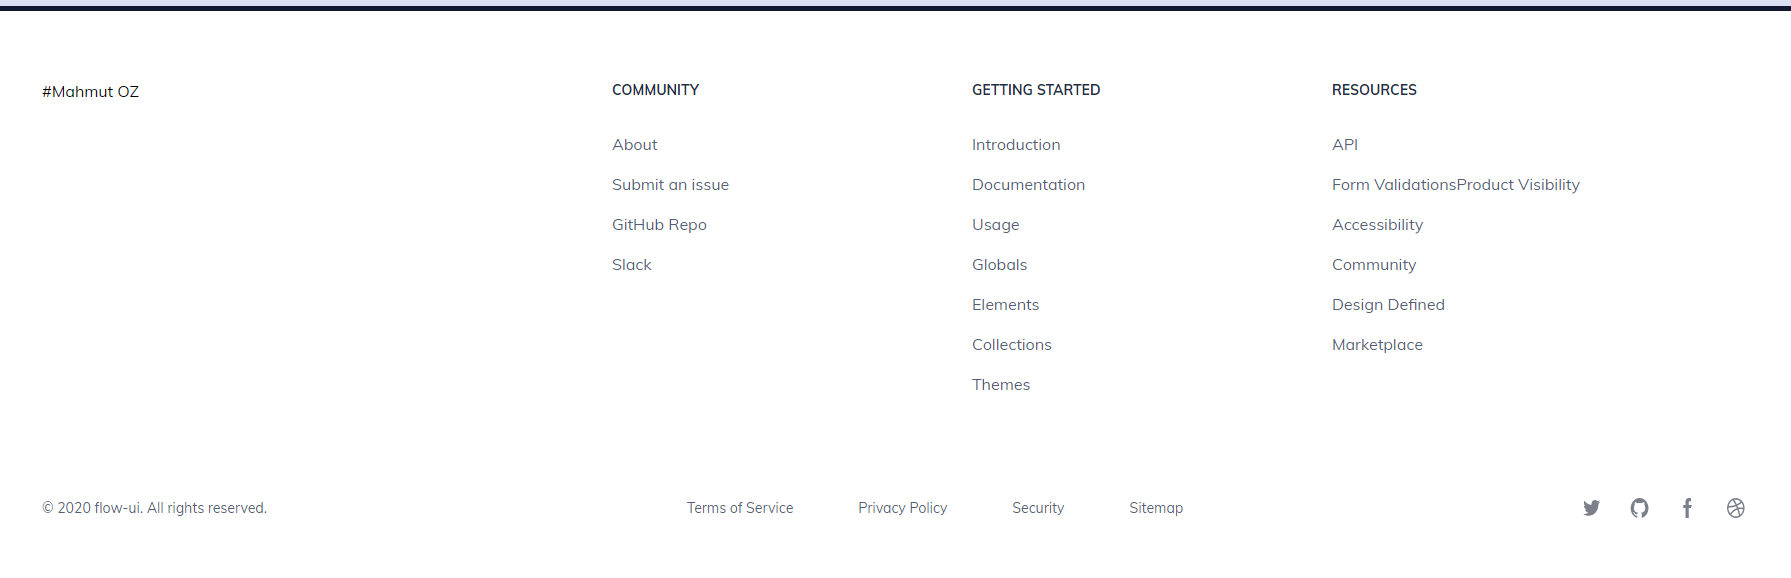 #Mahmut OZ
COMMUNITY
About
Submit an issue
GitHub Repo
Slack
GETTING STARTED
Introduction
Documentation
Usage
Globals
Elements
Collections
Themes
RESOURCES
API
Form ValidationsProduct Visibility
Accessibility
Community
Design Defined
Marketplace
© 2020 flow-ui. All rights reserved.
Terms of Service
Privacy Policy
Security
Sitemap